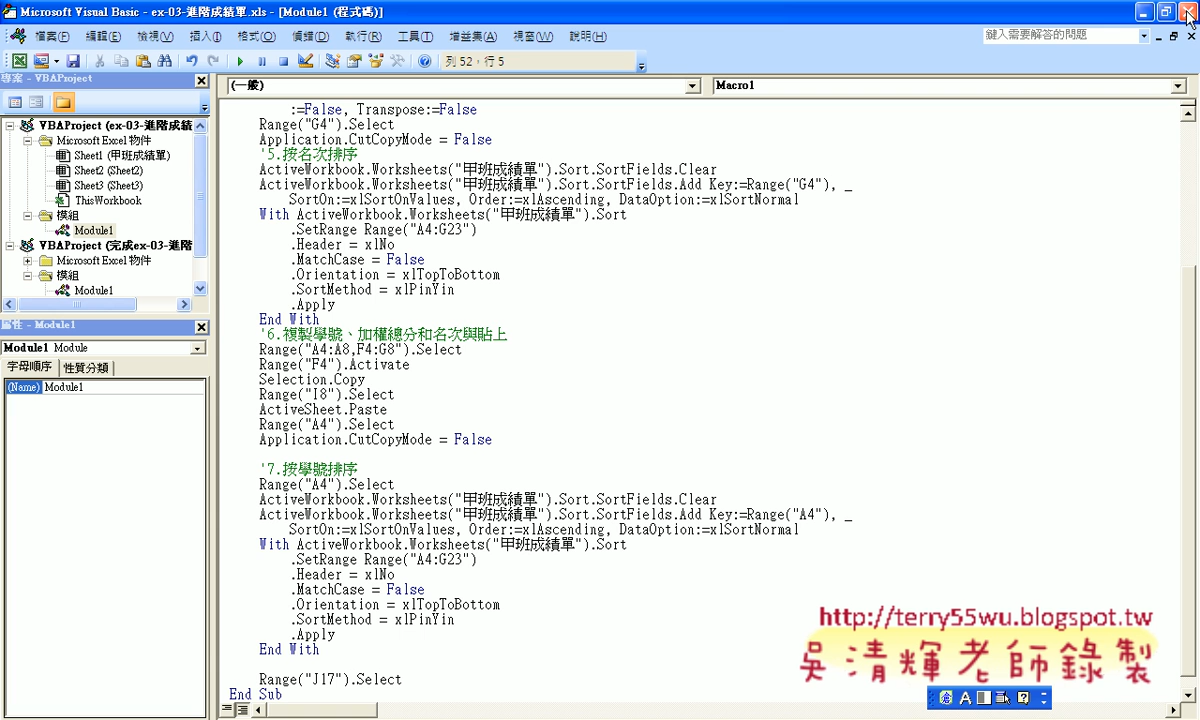 Microsoft Visual Basic - ex-03-進階成績單.xls - [Module1 (程式碼)]
檔案(F) 編輯(E) 檢視(V) 插入(I) 格式(O) 偵錯(D) 執行(R) 工具(T) 增益集(A) 視窗(W) 說明(H)
鍵入需要解答的問題
列 52，行 5
專案 - VBAProject
VBAProject (ex-03-進階成績
Microsoft Excel 物件
Sheet1 (甲班成績單)
Sheet2 (Sheet2)
Sheet3 (Sheet3)
ThisWorkbook
模組
Module1
VBAProject (完成ex-03-進階
Microsoft Excel 物件
模組
Module1
屬性 - Module1
Module1 Module
字母順序 性質分類
(Name) Module1
(一般)
Macro1
:=False, Transpose:=False
Range("G4").Select
Application.CutCopyMode = False
'5.按名次排序
ActiveWorkbook.Worksheets("甲班成績單").Sort.SortFields.Clear
ActiveWorkbook.Worksheets("甲班成績單").Sort.SortFields.Add Key:=Range("G4"), _
SortOn:=xlSortOnValues, Order:=xlAscending, DataOption:=xlSortNormal
With ActiveWorkbook.Worksheets("甲班成績單").Sort
.SetRange Range("A4:G23")
.Header = xlNo
.MatchCase = False
.Orientation = xlTopToBottom
.SortMethod = xlPinYin
.Apply
End With
'6.複製學號、加權總分和名次與貼上
Range("A4:A8,F4:G8").Select
Range("F4").Activate
Selection.Copy
Range("I8").Select
ActiveSheet.Paste
Range("A4").Select
Application.CutCopyMode = False
'7.按學號排序
Range("A4").Select
ActiveWorkbook.Worksheets("甲班成績單").Sort.SortFields.Clear
ActiveWorkbook.Worksheets("甲班成績單").Sort.SortFields.Add Key:=Range("A4"), _
SortOn:=xlSortOnValues, Order:=xlAscending, DataOption:=xlSortNormal
With ActiveWorkbook.Worksheets("甲班成績單").Sort
.SetRange Range("A4:G23")
.Header = xlNo
.MatchCase = False
.Orientation = xlTopToBottom
.SortMethod = xlPinYin
.Apply
End With
Range("J17").Select
End Sub
http://terry55wu.blogspot.tw
吳清輝老師錄製